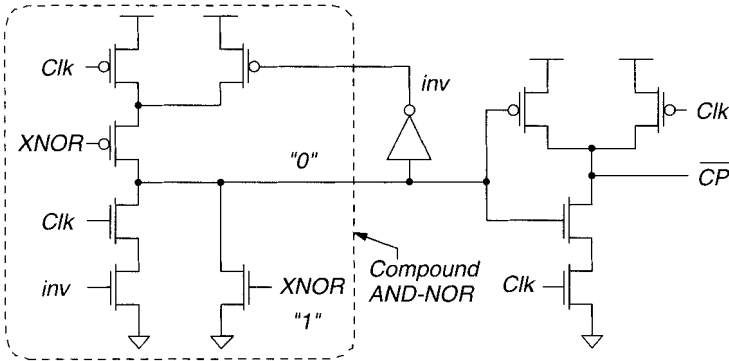 Clk
inv
Clk
XNOR
"0"
CP
Clk
inv
XNOR
"1"
Compound
AND-NOR
Clk